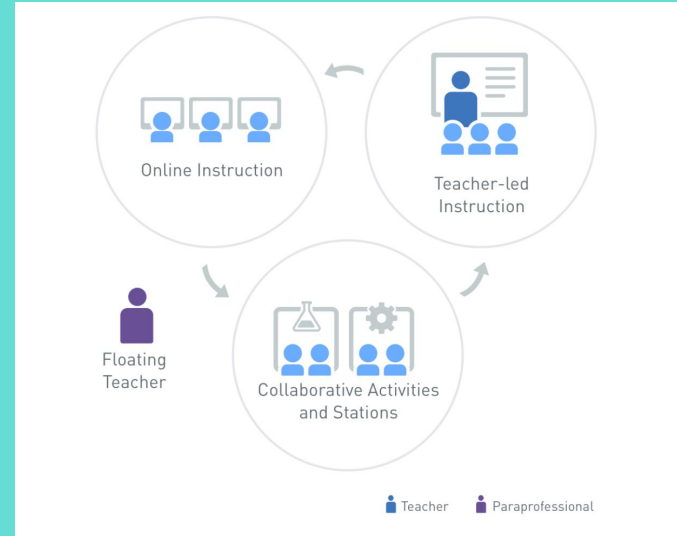 Online Instruction
Teacher-led
Instruction
Floating
Teacher
Collaborative Activities
and Stations
Teacher
Paraprofessional